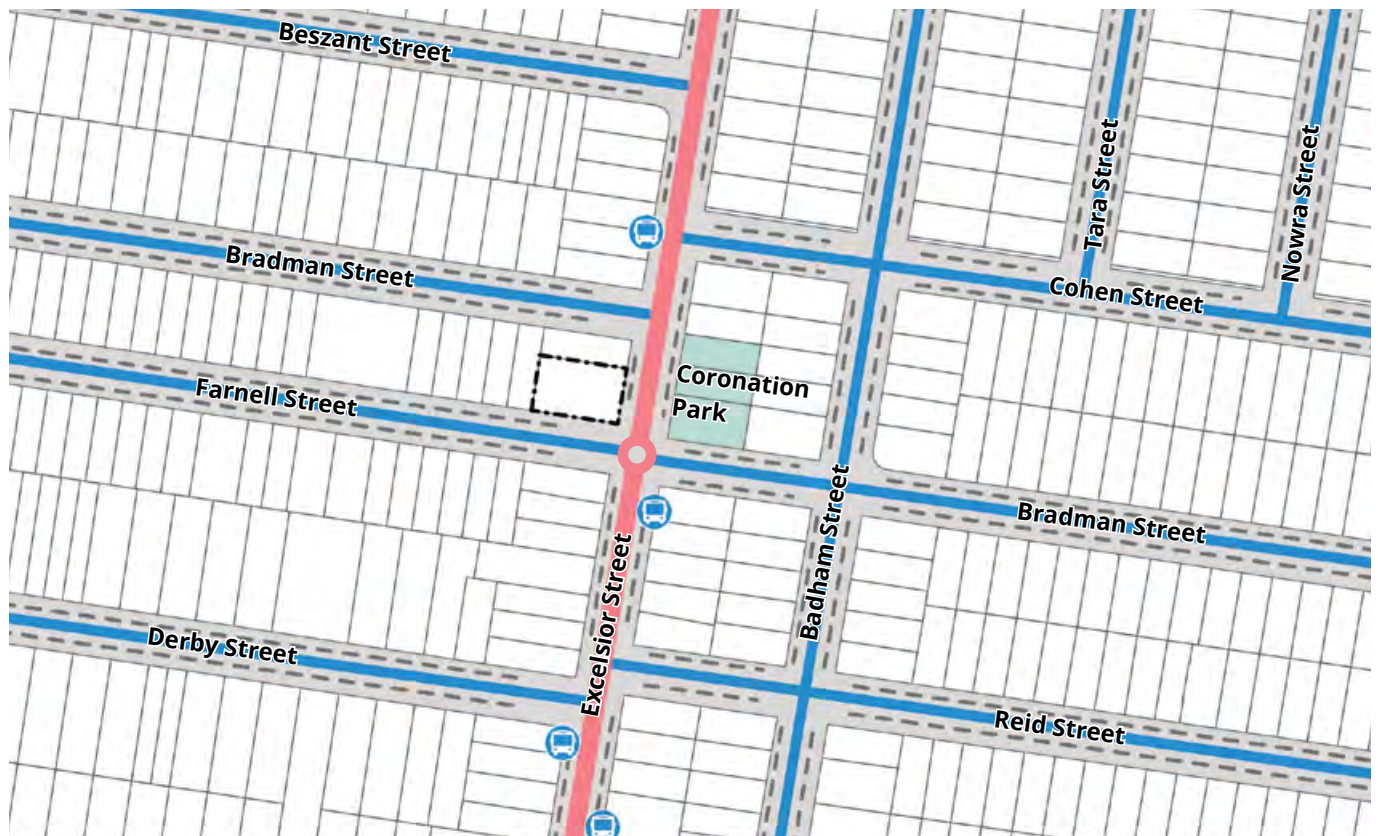 Beszant Street
Tara Street
Nowra Street
Bradman Street
Cohen Street
Farnell Street
Coronation
Park
Bradman Street
Badham Street
Excelsior Street
Derby Street
Reid Street